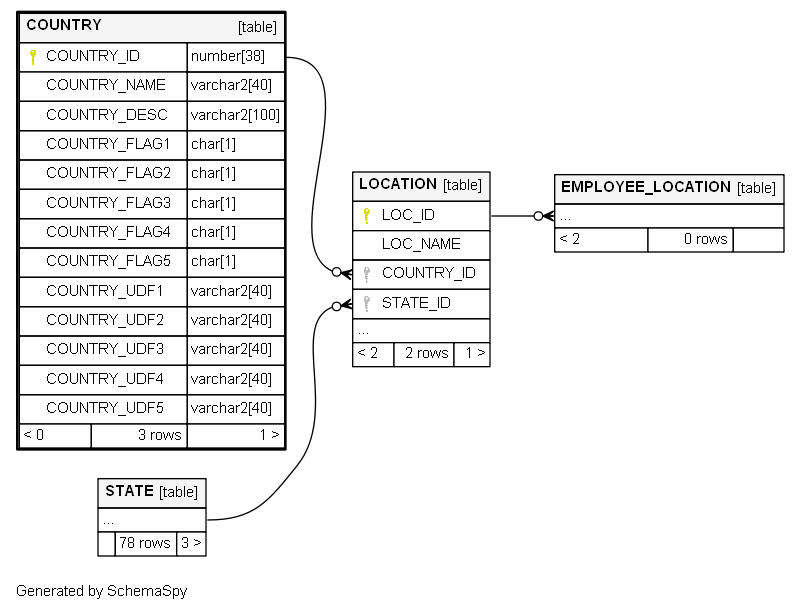 COUNTRY [table]
COUNTRY_ID number[38]
COUNTRY_NAME varchar2[40]
COUNTRY_DESC varchar2[100]
COUNTRY_FLAG1 char[1]
COUNTRY_FLAG2 char[1]
COUNTRY_FLAG3 char[1]
COUNTRY_FLAG4 char[1]
COUNTRY_FLAG5 char[1]
COUNTRY_UDF1 varchar2[40]
COUNTRY_UDF2 varchar2[40]
COUNTRY_UDF3 varchar2[40]
COUNTRY_UDF4 varchar2[40]
COUNTRY_UDF5 varchar2[40]
< 0 3 rows 1 >
LOCATION [table]
LOC_ID
LOC_NAME
COUNTRY_ID
STATE_ID
...
< 2 2 rows 1 >
EMPLOYEE_LOCATION [table]
...
< 2 0 rows
STATE [table]
...
78 rows 3 >
Generated by SchemaSpy